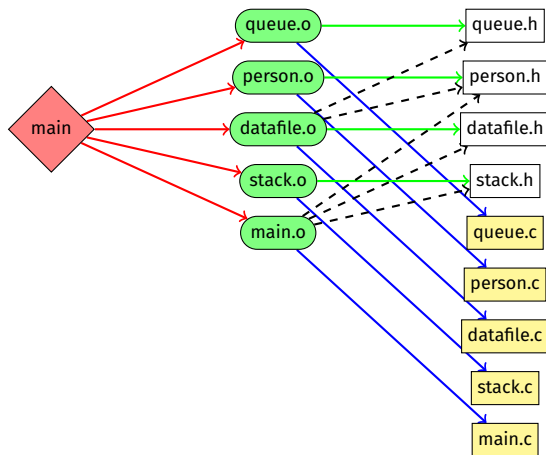 queue.o
queue.h
person.o
person.h
main
datafile.o
datafile.h
stack.o
stack.h
main.o
queue.c
person.c
datafile.c
stack.c
main.c